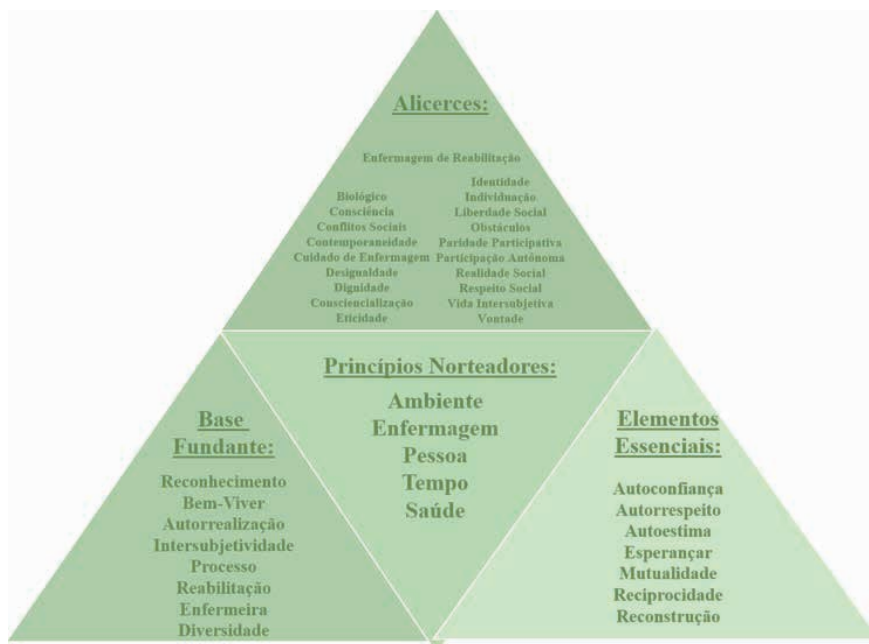 Alicerces:
Enfermagem de Reabilitação
Biológico
Consciência
Conflitos Sociais
Contemporaneidade
Cuidado de Enfermagem
Desigualdade
Dignidade
Consciencialização
Eticidade
Identidade
Individuação
Liberdade Social
Obstáculos
Paridade Participativa
Participação Autônoma
Realidade Social
Respeito Social
Vida Intersubjetiva
Vontade
Princípios Norteadores:
Ambiente
Enfermagem
Pessoa
Tempo
Saúde
Base
Fundante:
Reconhecimento
Bem-Viver
Autorrealização
Intersubjetividade
Processo
Reabilitação
Enfermeira
Diversidade
Elementos
Essenciais:
Autoconfiança
Autorrespeito
Autoestima
Esperançar
Mutualidade
Reciprocidade
Reconstrução